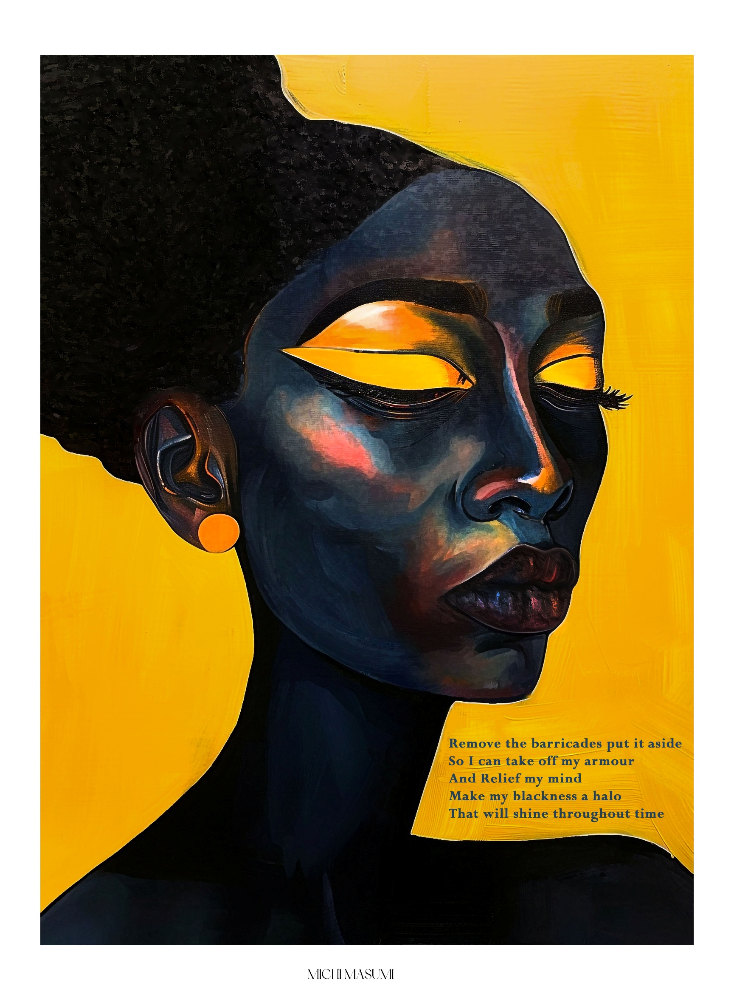 Remove the barricades put it aside
So I can take off my armour
And Relief my mind
Make my blackness a halo
That will shine throughout time
MICHI MASUMI